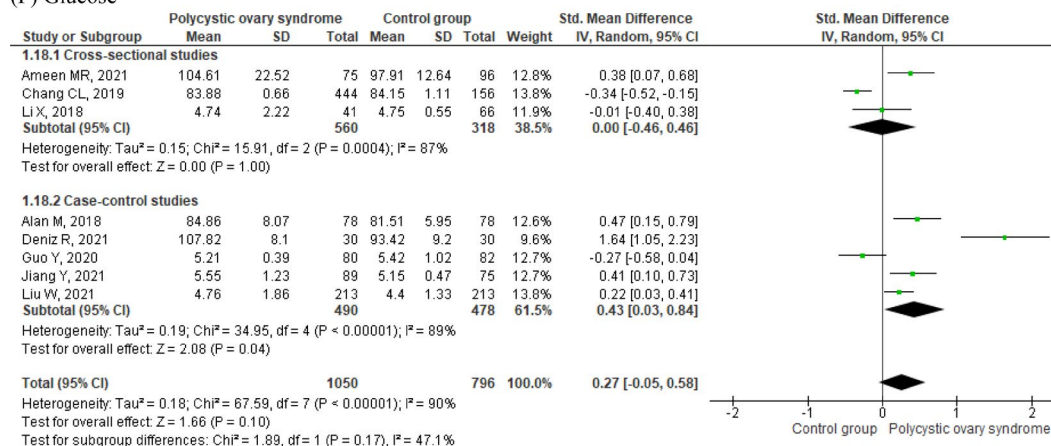 (P) Glucose
Polycystic ovary syndrome Control group Std. Mean Difference Std. Mean Difference
Study or Subgroup Mean SD Total Mean SD Total Weight IV, Random, 95% CI IV, Random, 95% CI
1.18.1 Cross-sectional studies
Ameen MR, 2021 104.61 22.52 75 97.91 12.64 96 12.8% 0.38 [0.07, 0.68]
Chang CL, 2019 83.88 0.66 444 84.15 1.11 156 13.8% -0.34 [-0.52, -0.15]
Li X, 2018 4.74 2.22 41 4.75 0.55 66 11.9% -0.01 [-0.40, 0.38]
Subtotal (95% CI) 560 318 38.5% 0.00 [-0.46, 0.46]
Heterogeneity: Tau² = 0.15; Chi² = 15.91, df = 2 (P = 0.0004); I² = 87%
Test for overall effect: Z = 0.00 (P = 1.00)
1.18.2 Case-control studies
Alan M, 2018 84.86 8.07 78 81.51 5.95 78 12.6% 0.47 [0.15, 0.79]
Deniz R, 2021 107.82 8.1 30 93.42 9.2 30 9.6% 1.64 [1.05, 2.23]
Guo Y, 2020 5.21 0.39 80 5.42 1.02 82 12.7% -0.27 [-0.58, 0.04]
Jiang Y, 2021 5.55 1.23 89 5.15 0.47 75 12.7% 0.41 [0.10, 0.73]
Liu W, 2021 4.76 1.86 213 4.4 1.33 213 13.8% 0.22 [0.03, 0.41]
Subtotal (95% CI) 490 478 61.5% 0.43 [0.03, 0.84]
Heterogeneity: Tau² = 0.19; Chi² = 34.95, df = 4 (P < 0.00001); I² = 89%
Test for overall effect: Z = 2.08 (P = 0.04)
Total (95% CI) 1050 796 100.0% 0.27 [-0.05, 0.58]
Heterogeneity: Tau² = 0.18; Chi² = 67.59, df = 7 (P < 0.00001); I² = 90%
Test for overall effect: Z = 1.66 (P = 0.10)
Test for subgroup differences: Chi² = 1.89, df = 1 (P = 0.17), I² = 47.1%
-2 -1 0 1 2
Control group Polycystic ovary syndrome